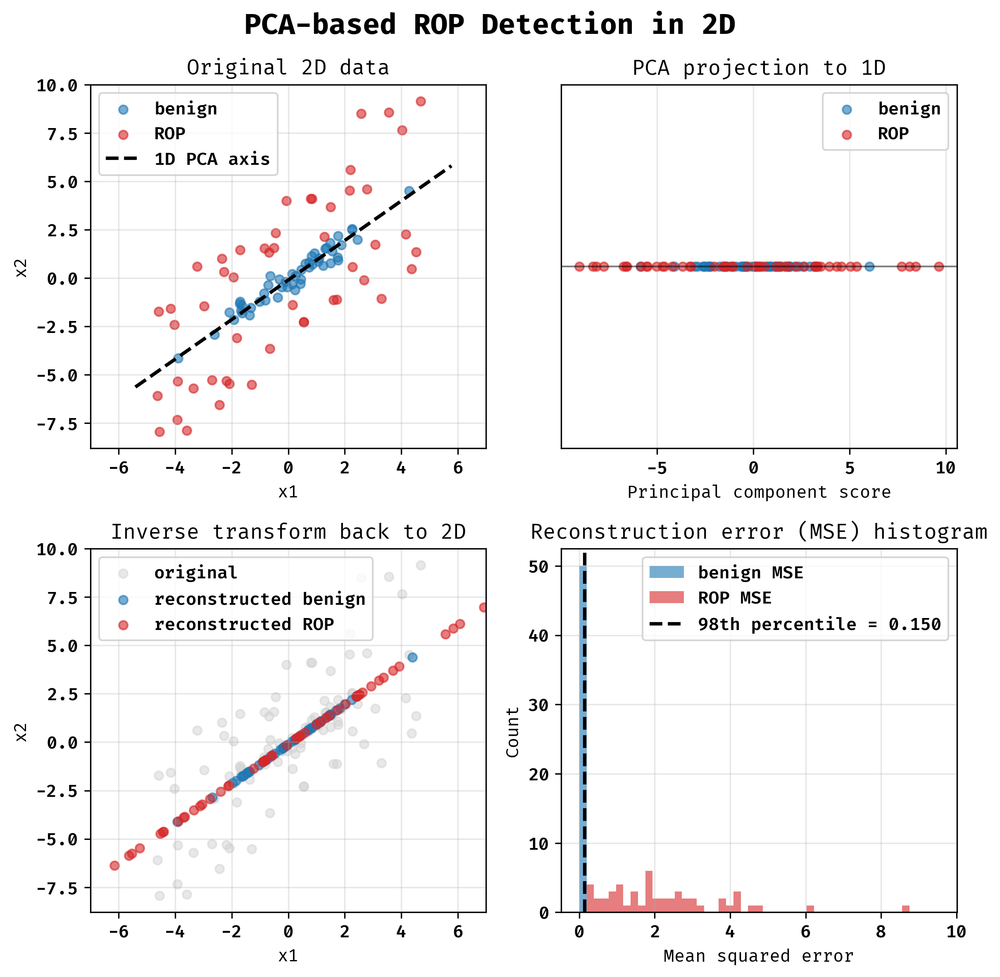 PCA-based ROP Detection in 2D
Original 2D data
10.0
7.5
5.0
2.5
0.0
−2.5
−5.0
−7.5
x2
benign
ROP
1D PCA axis
−6 −4 −2 0 2 4 6
x1
PCA projection to 1D
benign
ROP
−5 0 5 10
Principal component score
Inverse transform back to 2D
10.0
7.5
5.0
2.5
0.0
−2.5
−5.0
−7.5
x2
original
reconstructed benign
reconstructed ROP
−6 −4 −2 0 2 4 6
x1
Reconstruction error (MSE) histogram
50
40
30
20
10
0
Count
benign MSE
ROP MSE
98th percentile = 0.150
0 2 4 6 8 10
Mean squared error